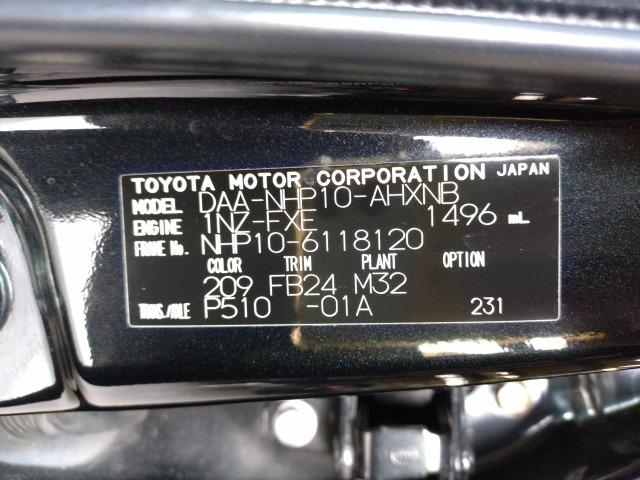 TOYOTA MOTOR CORPORATION JAPAN
MODEL DAA-NHP10-AHXNB
ENGINE 1NZ-FXE 1496 mL
FRAME No. NHP10-6118120
COLOR TRIM PLANT OPTION
209 FB24 M32
TRANS./AXLE P510 -01A 231